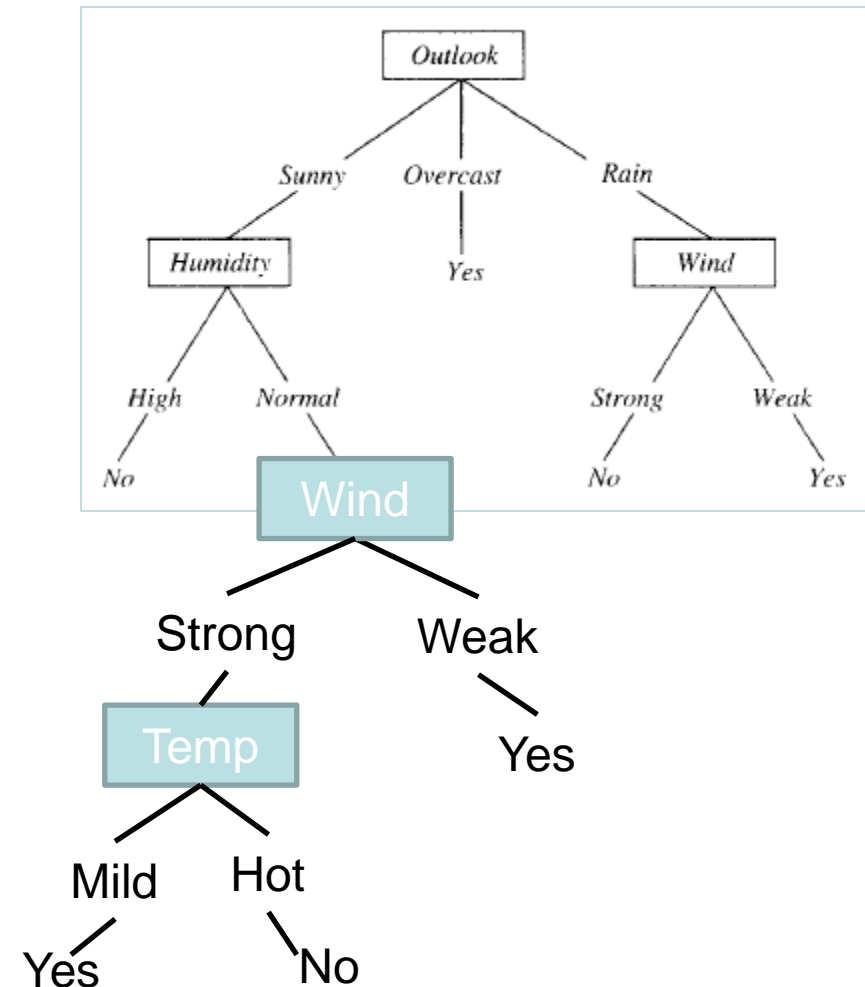 Outlook
Sunny Overcast Rain
Humidity Yes Wind
High Normal Strong Weak
No No Yes
Wind
Strong Weak
Temp Yes
Mild Hot
Yes No